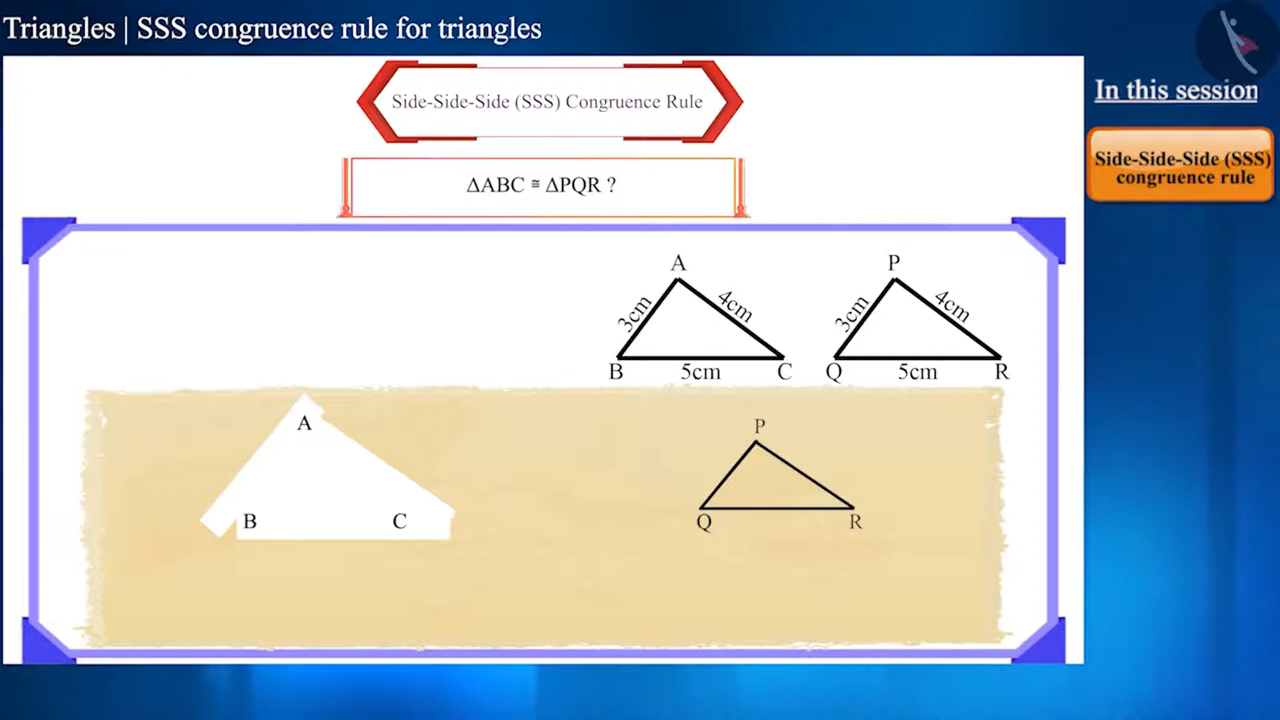 Triangles | SSS congruence rule for triangles
In this session
Side-Side-Side (SSS)
congruence rule
Side-Side-Side (SSS) Congruence Rule
ΔABC ≅ ΔPQR ?
A
3cm
4cm
B
5cm
C
P
3cm
4cm
Q
5cm
R
A
B
C
P
Q
R